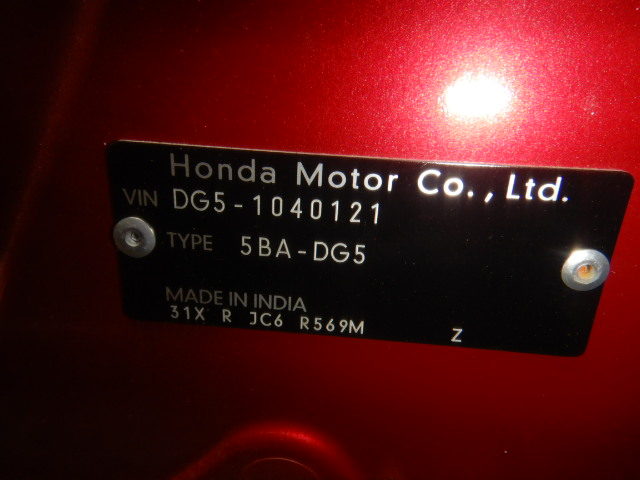 Honda Motor Co., Ltd.
VIN DG5-1040121
TYPE 5BA-DG5
MADE IN INDIA
31X R JC6 R569M Z